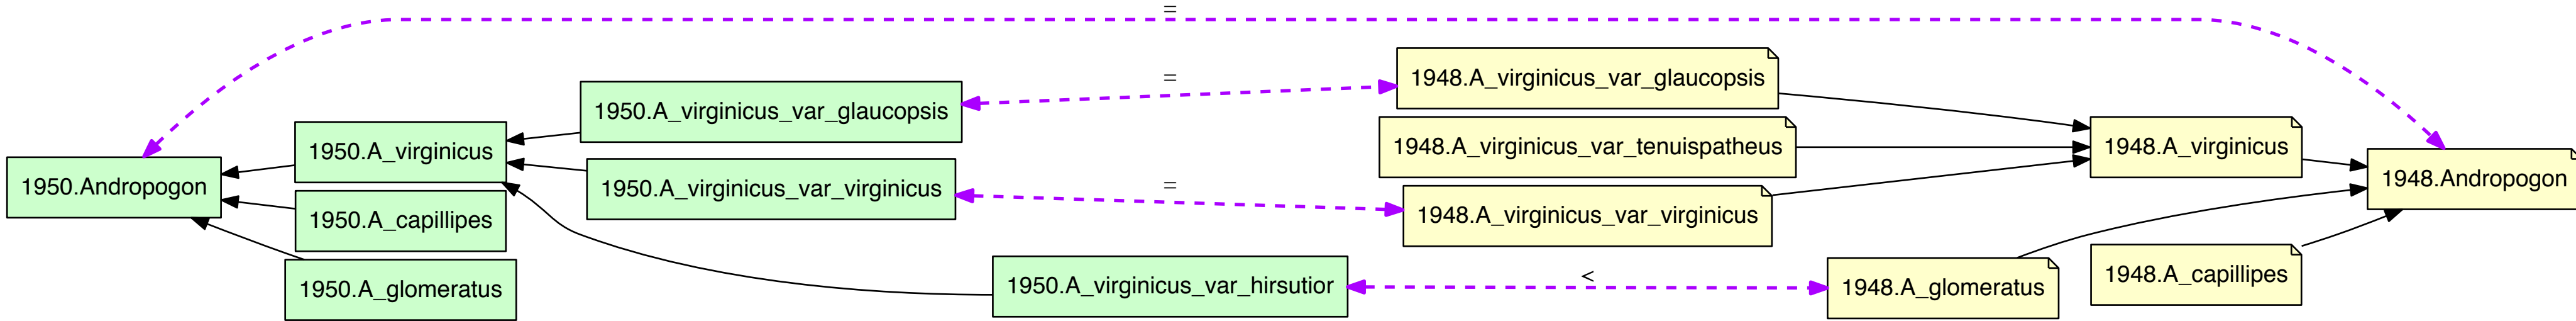 =
=
1948.A_virginicus_var_glaucopsis
1950.A_virginicus_var_glaucopsis
1950.A_virginicus
1948.A_virginicus_var_tenuispatheus
1948.A_virginicus
1950.Andropogon
1950.A_virginicus_var_virginicus
=
1948.A_virginicus_var_virginicus
1948.Andropogon
1950.A_capillipes
1950.A_glomeratus
1950.A_virginicus_var_hirsutior
<
1948.A_glomeratus
1948.A_capillipes